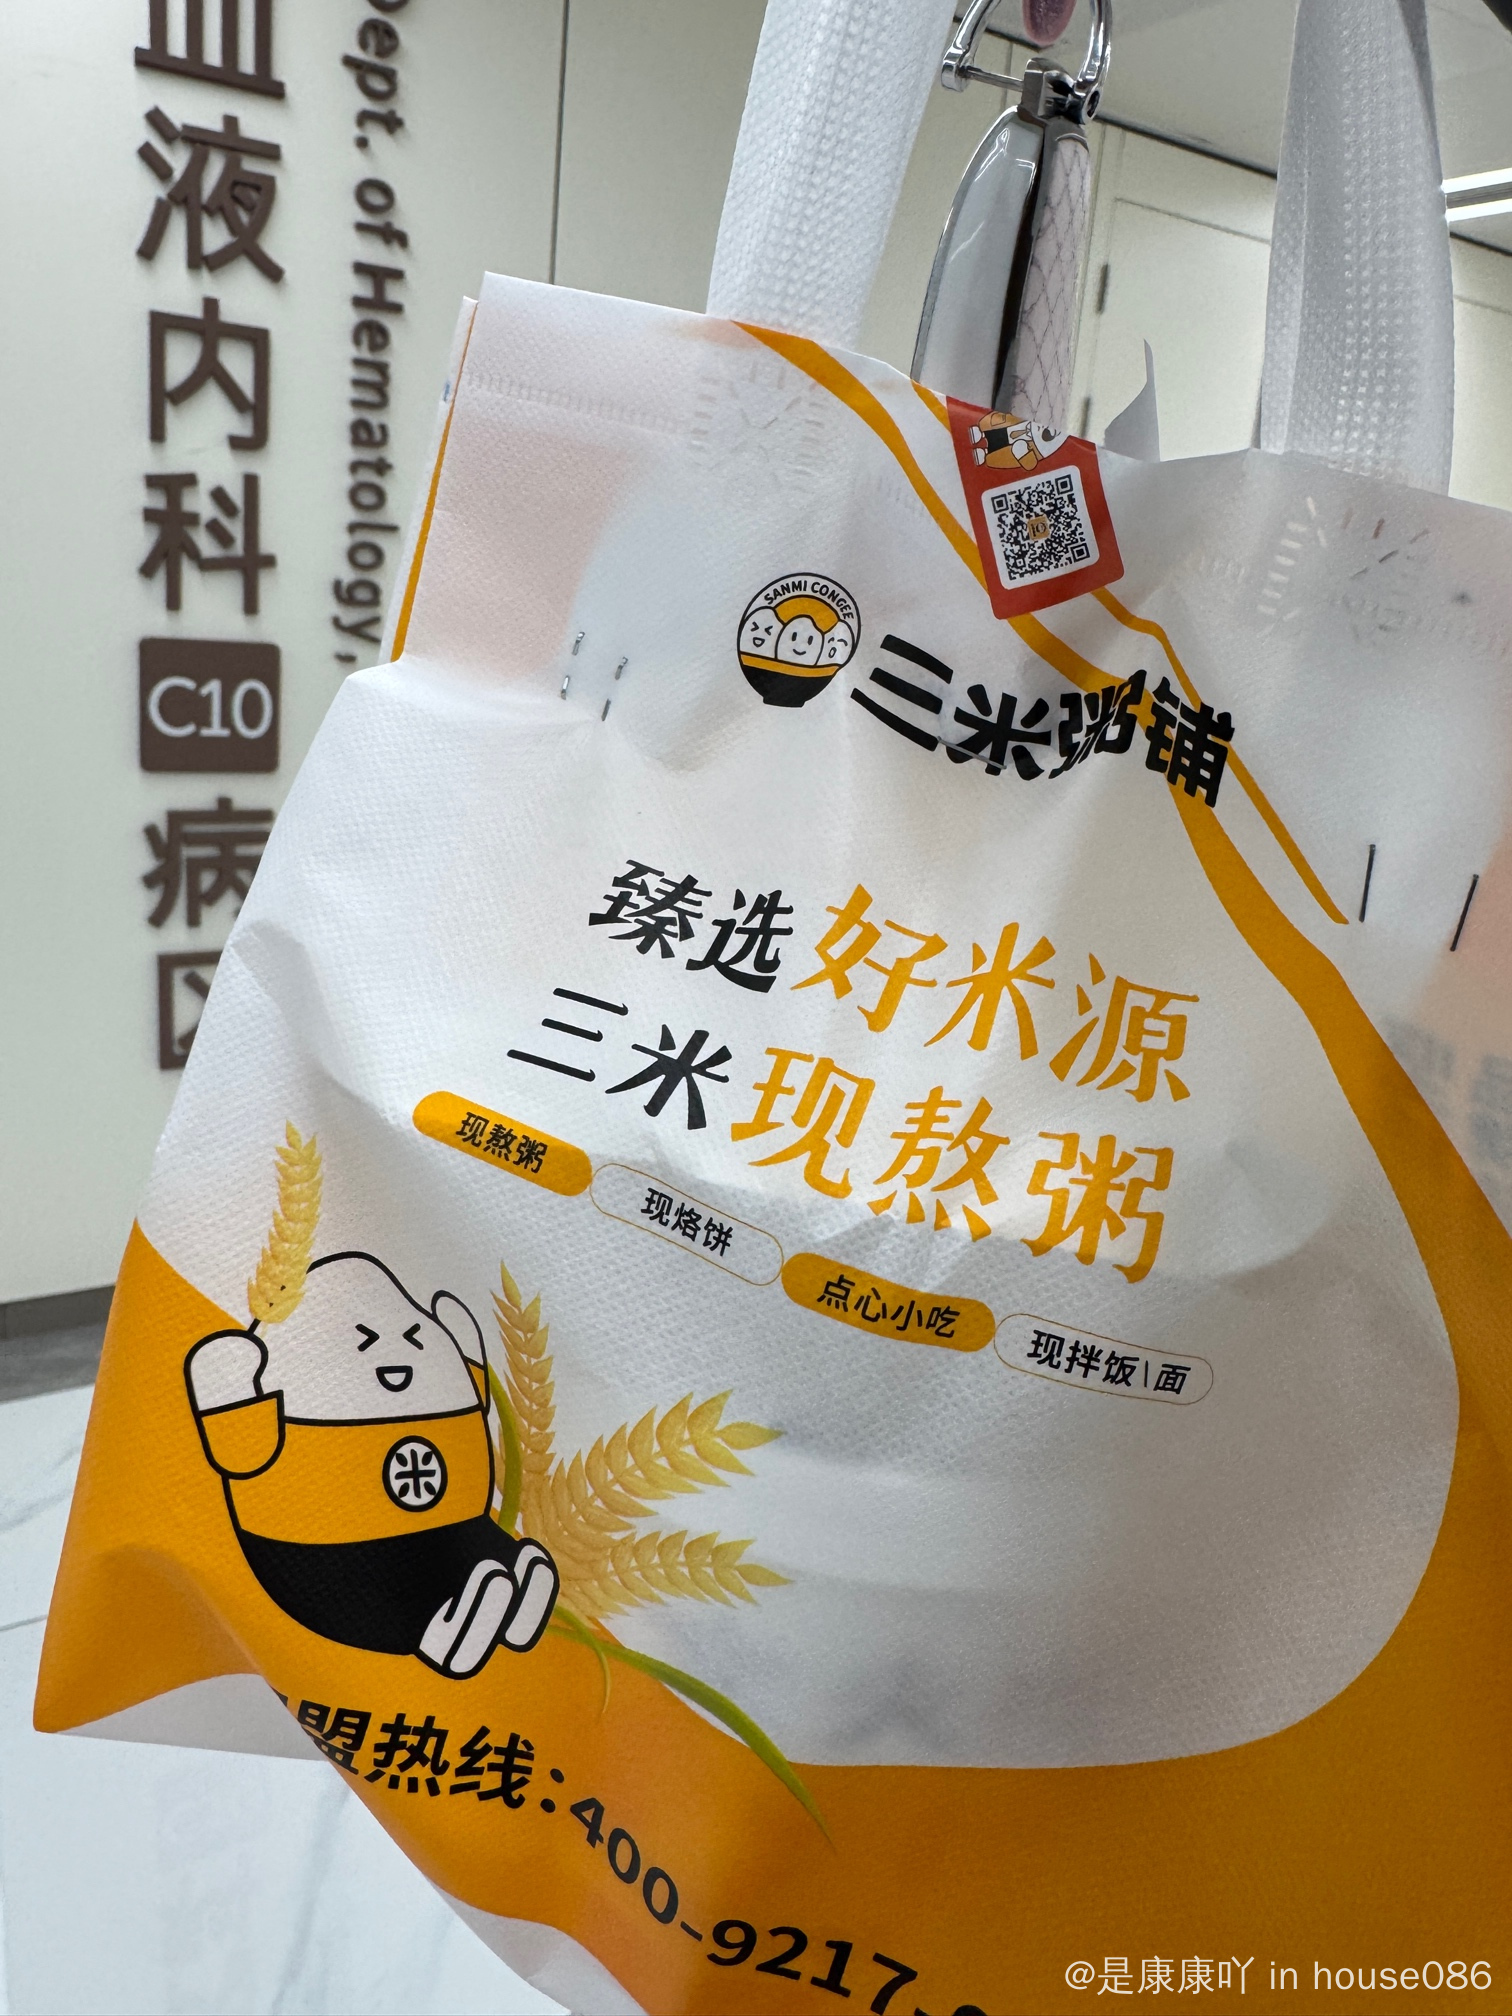 血液内科
C10
病区
Dept. of Hematology,
SANMI CONGEE
三米粥铺
臻选好米源
三米现熬粥
现熬粥
现烙饼
点心小吃
现拌饭\面
米
盟热线:400-9217-
@是康康吖 in house086